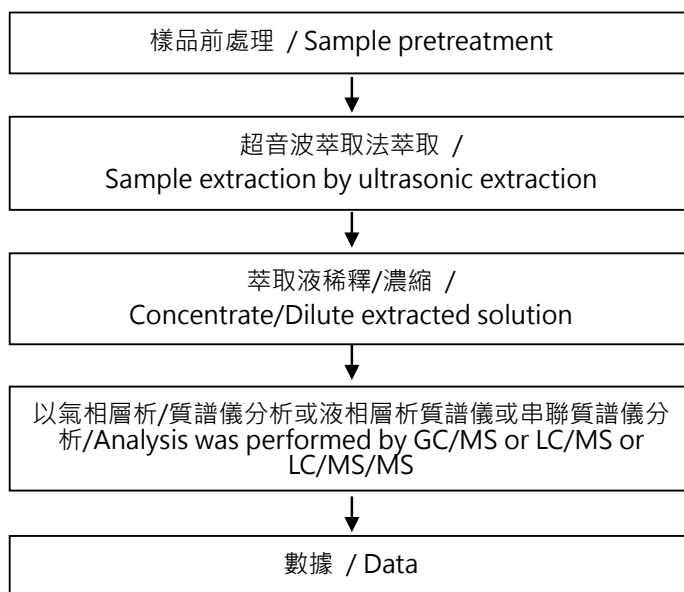 樣品前處理 / Sample pretreatment
超音波萃取法萃取 /
Sample extraction by ultrasonic extraction
萃取液稀釋/濃縮 /
Concentrate/Dilute extracted solution
以氣相層析/質譜儀分析或液相層析質譜儀或串聯質譜儀分
析/Analysis was performed by GC/MS or LC/MS or
LC/MS/MS
數據 / Data